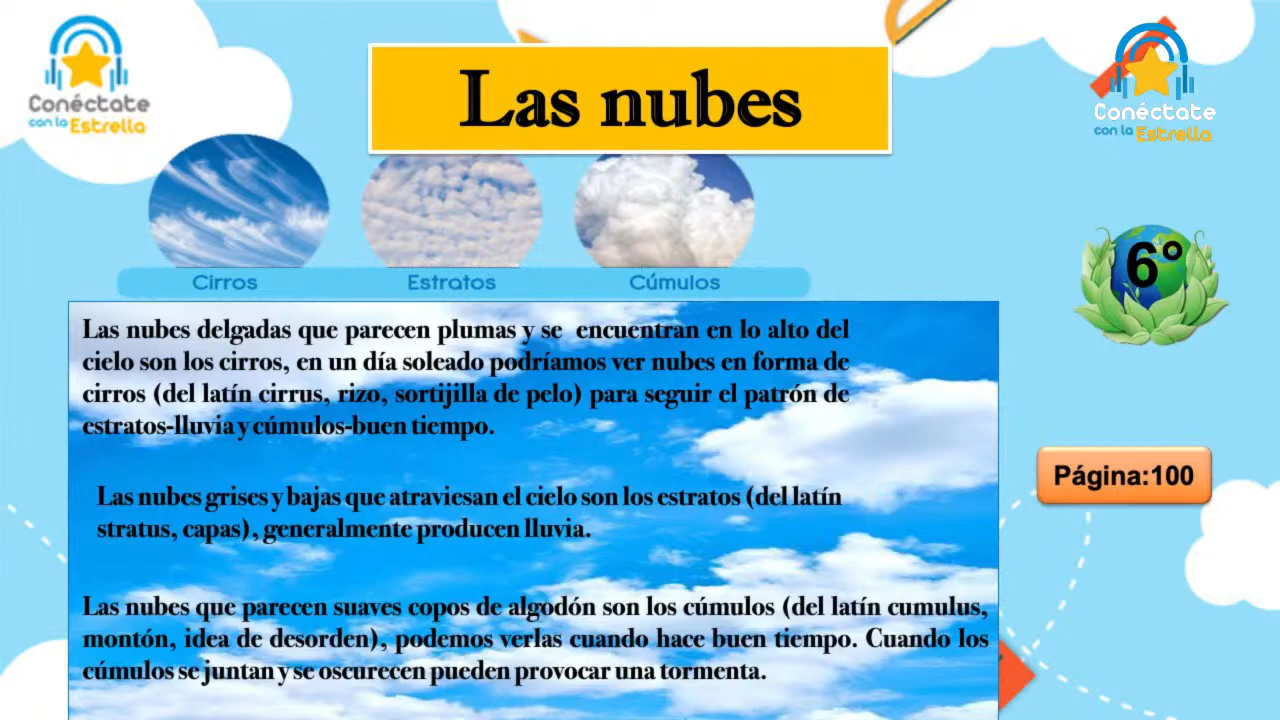 Conéctate
con la Estrella
Las nubes
Conéctate
con la Estrella
Cirros
Estratos
Cúmulos
6°
Las nubes delgadas que parecen plumas y se encuentran en lo alto del
cielo son los cirros, en un día soleado podríamos ver nubes en forma de
cirros (del latín cirrus, rizo, sortijilla de pelo) para seguir el patrón de
estratos-lluvia y cúmulos-buen tiempo.
Página:100
Las nubes grises y bajas que atraviesan el cielo son los estratos (del latín
stratus, capas), generalmente producen lluvia.
Las nubes que parecen suaves copos de algodón son los cúmulos (del latín cumulus,
montón, idea de desorden), podemos verlas cuando hace buen tiempo. Cuando los
cúmulos se juntan y se oscurecen pueden provocar una tormenta.